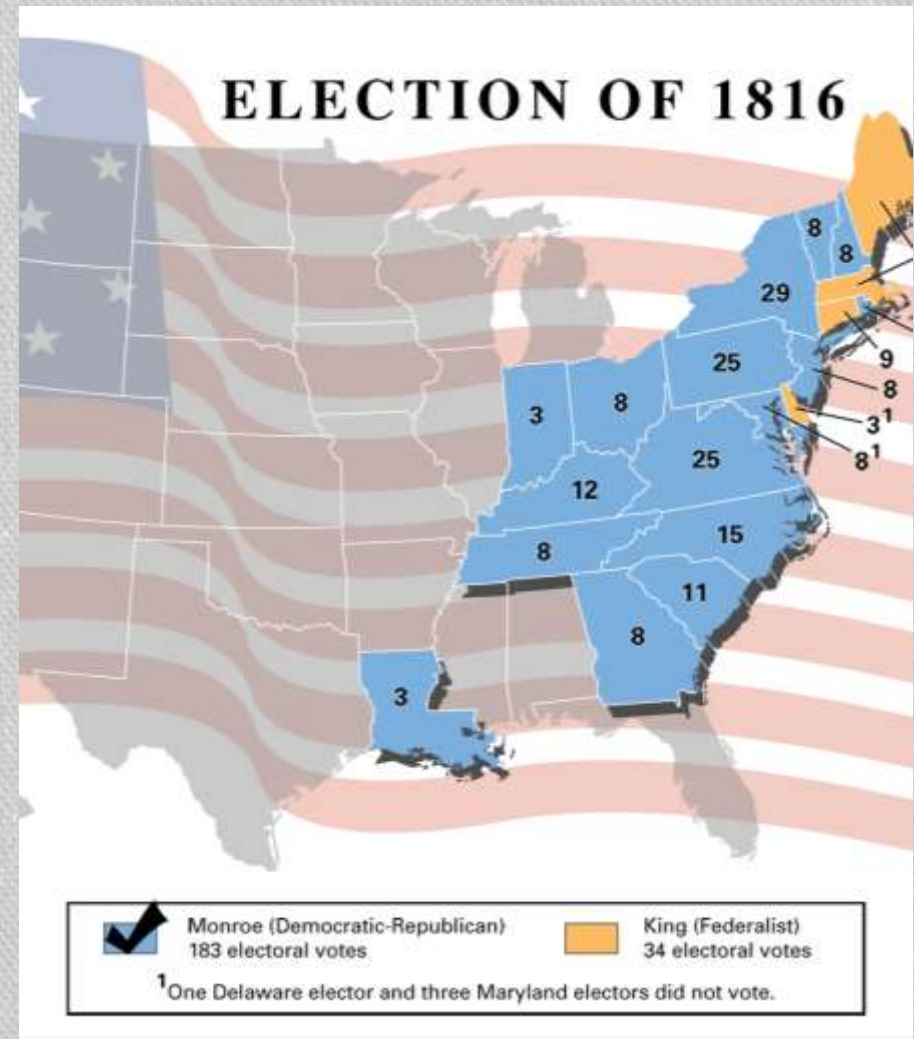 ELECTION OF 1816
8
8
29
9
25
8
3
8
3¹
8¹
25
12
15
8
11
8
3
Monroe (Democratic-Republican)
183 electoral votes
King (Federalist)
34 electoral votes
¹One Delaware elector and three Maryland electors did not vote.